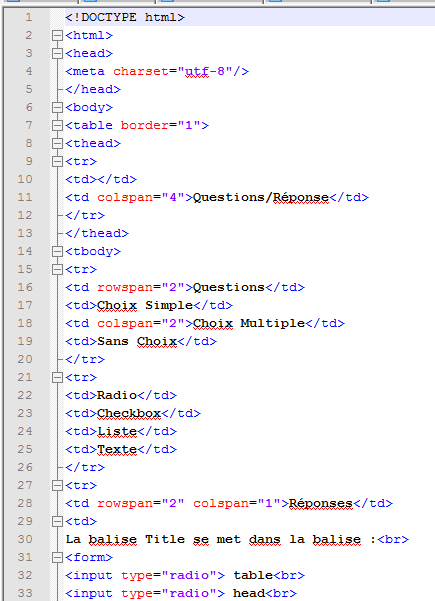 1 <!DOCTYPE html>
2 <html>
3 <head>
4 <meta charset="utf-8"/>
5 </head>
6 <body>
7 <table border="1">
8 <thead>
9 <tr>
10 <td></td>
11 <td colspan="4">Questions/Réponse</td>
12 </tr>
13 </thead>
14 <tbody>
15 <tr>
16 <td rowspan="2">Questions</td>
17 <td>Choix Simple</td>
18 <td colspan="2">Choix Multiple</td>
19 <td>Sans Choix</td>
20 </tr>
21 <tr>
22 <td>Radio</td>
23 <td>Checkbox</td>
24 <td>Liste</td>
25 <td>Texte</td>
26 </tr>
27 <tr>
28 <td rowspan="2" colspan="1">Réponses</td>
29 <td>
30 La balise Title se met dans la balise :<br>
31 <form>
32 <input type="radio"> table<br>
33 <input type="radio"> head<br>